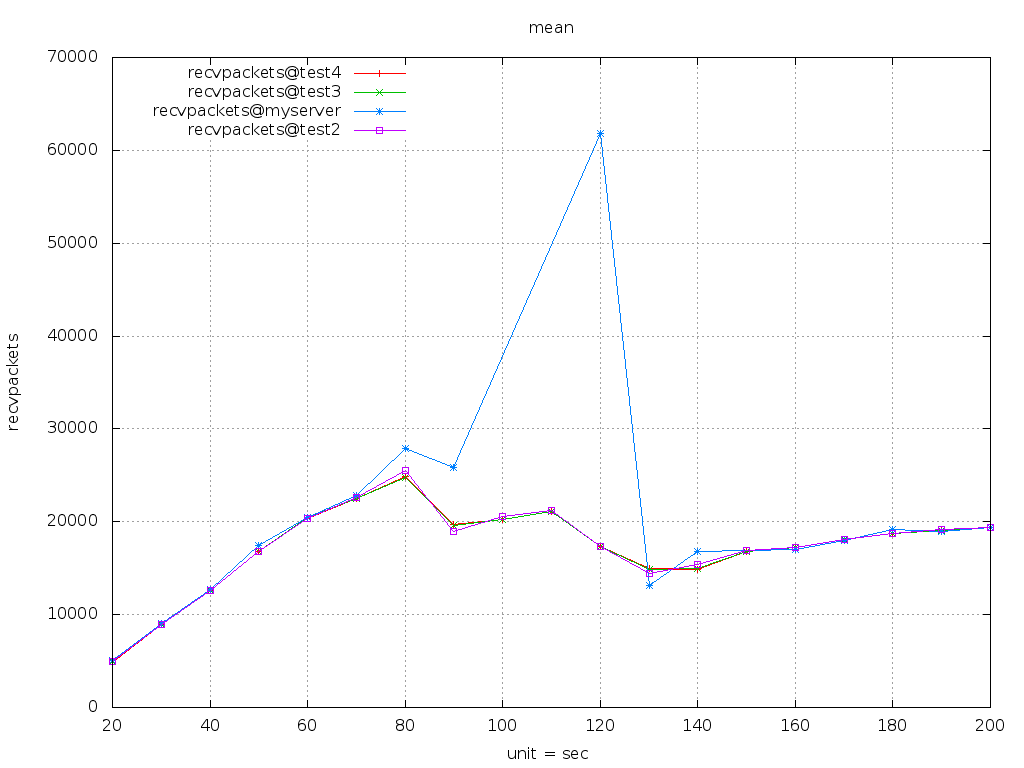 mean
70000
60000
50000
40000
30000
20000
10000
0
recvpackets
recvpackets@test4
recvpackets@test3
recvpackets@myserver
recvpackets@test2
20 40 60 80 100 120 140 160 180 200
unit = sec